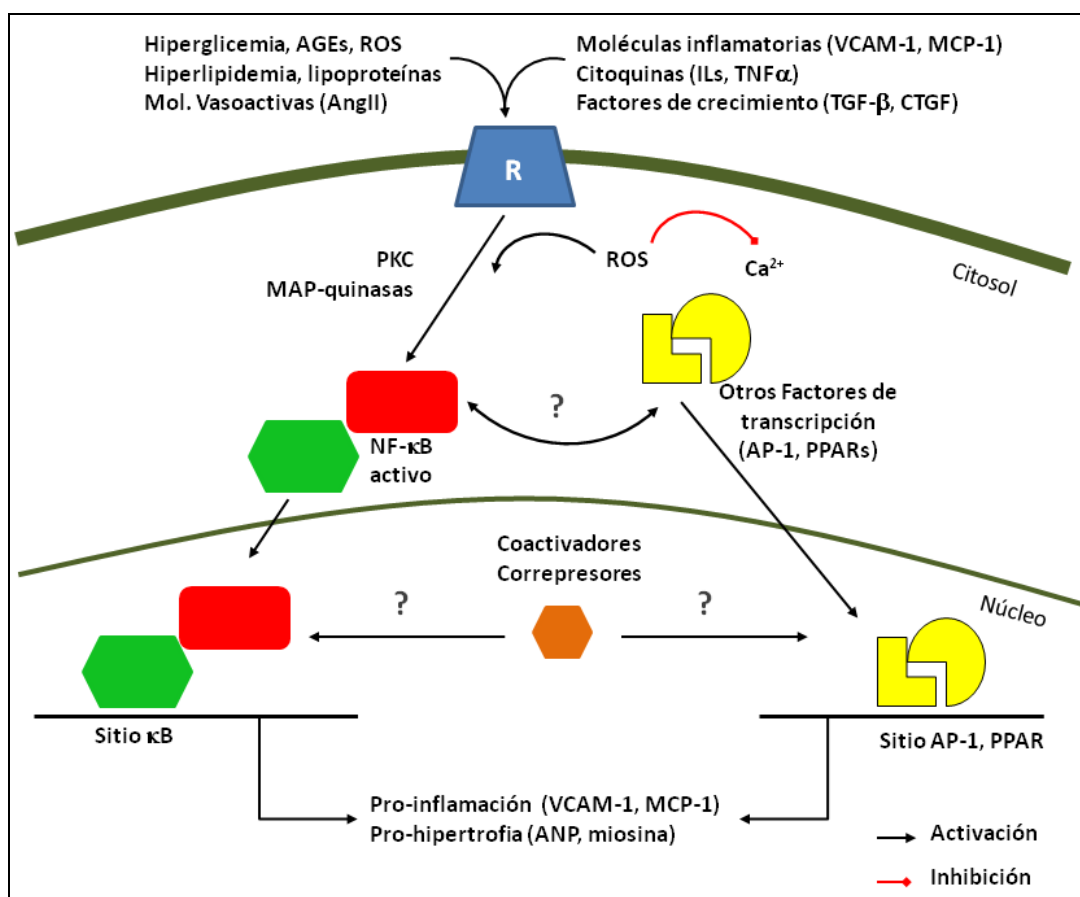 Hiperglicemia, AGEs, ROS
Hiperlipidemia, lipoproteínas
Mol. Vasoactivas (AngII)
Moléculas inflamatorias (VCAM-1, MCP-1)
Citoquinas (ILs, TNFα)
Factores de crecimiento (TGF-β, CTGF)
R
PKC
MAP-quinasas
ROS
Ca²⁺
Citosol
?
NF-κB
activo
Otros Factores de
transcripción
(AP-1, PPARs)
Coactivadores
Correpresores
?
?
Núcleo
Sitio κB
Sitio AP-1, PPAR
Pro-inflamación (VCAM-1, MCP-1)
Pro-hipertrofia (ANP, miosina)
Activación
Inhibición